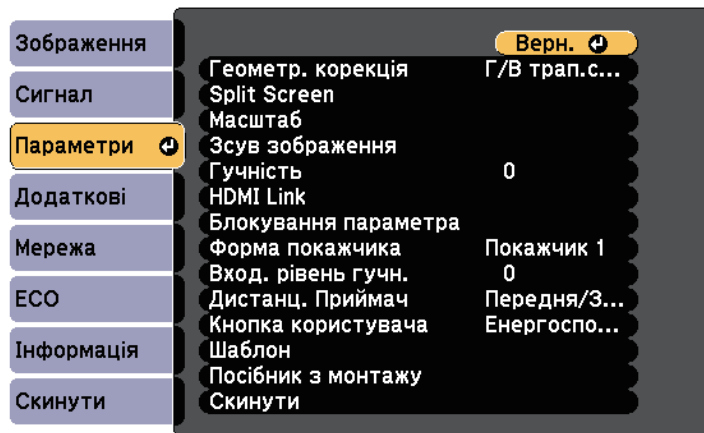 Зображення
Сигнал
Параметри
Додаткові
Мережа
ECO
Інформація
Скинути
Верн.
Геометр. корекція Г/В трап.с...
Split Screen
Масштаб
Зсув зображення
Гучність 0
HDMI Link
Блокування параметра
Форма покажчика Покажчик 1
Вход. рівень гучн. 0
Дистанц. Приймач Передня/З...
Кнопка користувача Енергоспо...
Шаблон
Посібник з монтажу
Скинути